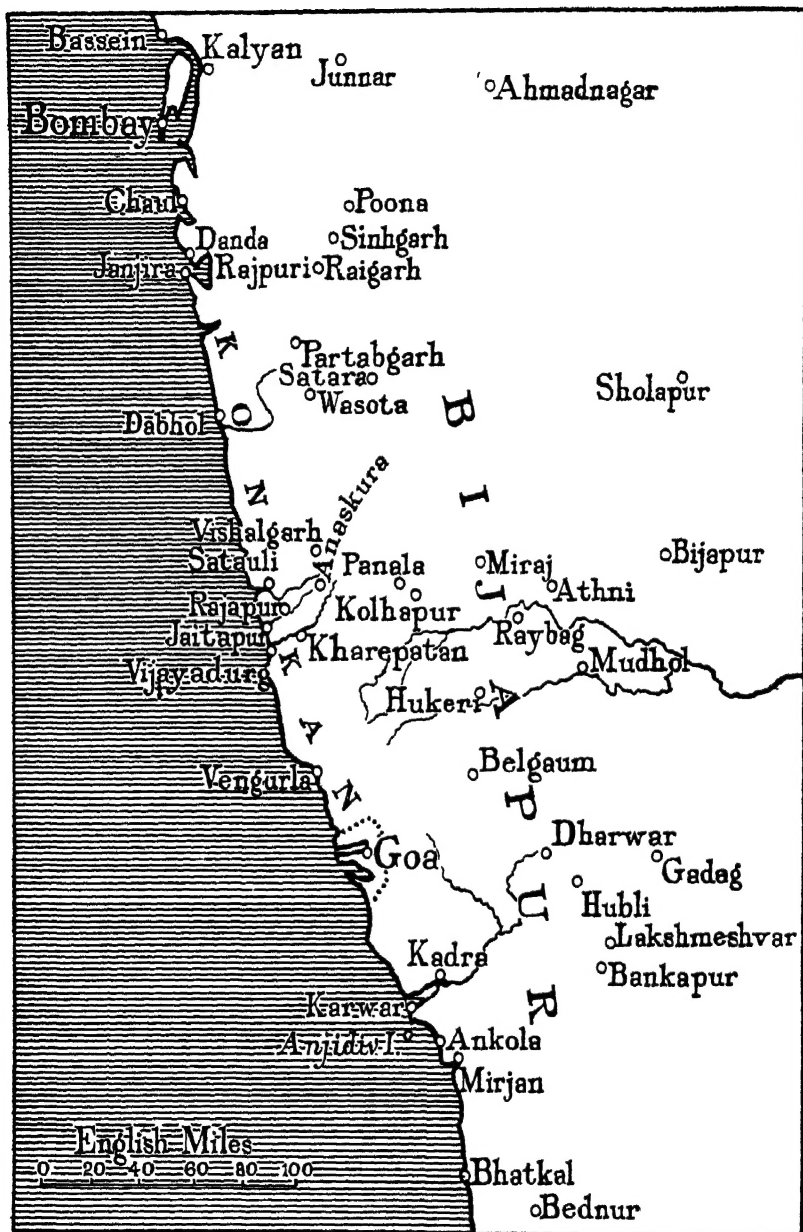 Bassein
Kalyan
Junnar
Ahmadnagar
Bombay
Chaul
Poona
Danda
Sinhgarh
Janjira
Rajpuri
Raigarh
KONKAN
Partabgarh
Satara
Wasota
Sholapur
BIJAPUR
Dabhol
Anaskura
Vishalgarh
Satauli
Panala
Miraj
Bijapur
Athni
Rajapur
Kolhapur
Raybag
Jaitapur
Kharepatan
Mudhol
Vijayadurg
Hukeri
Vengurla
Belgaum
Goa
Dharwar
Gadag
Hubli
Lakshmeshvar
Kadra
Bankapur
Karwar
Anjidiv I.
Ankola
Mirjan
English Miles
0 20 40 60 80 100
Bhatkal
Bednur